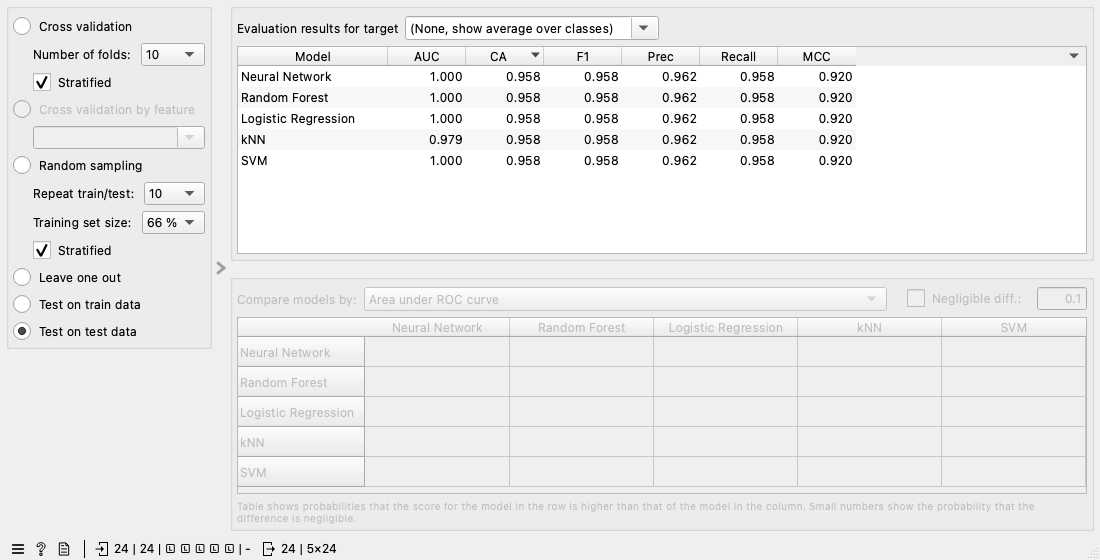 Cross validation
Number of folds: 10
Stratified
Cross validation by feature
Random sampling
Repeat train/test: 10
Training set size: 66 %
Stratified
Leave one out
Test on train data
Test on test data
Evaluation results for target (None, show average over classes)
Model AUC CA F1 Prec Recall MCC
Neural Network 1.000 0.958 0.958 0.962 0.958 0.920
Random Forest 1.000 0.958 0.958 0.962 0.958 0.920
Logistic Regression 1.000 0.958 0.958 0.962 0.958 0.920
kNN 0.979 0.958 0.958 0.962 0.958 0.920
SVM 1.000 0.958 0.958 0.962 0.958 0.920
Compare models by: Area under ROC curve Negligible diff.: 0.1
Neural Network Random Forest Logistic Regression kNN SVM
Neural Network
Random Forest
Logistic Regression
kNN
SVM
Table shows probabilities that the score for the model in the row is higher than that of the model in the column. Small numbers show the probability that the
difference is negligible.
? 24 | 24 | L L L L L | - 24 | 5×24